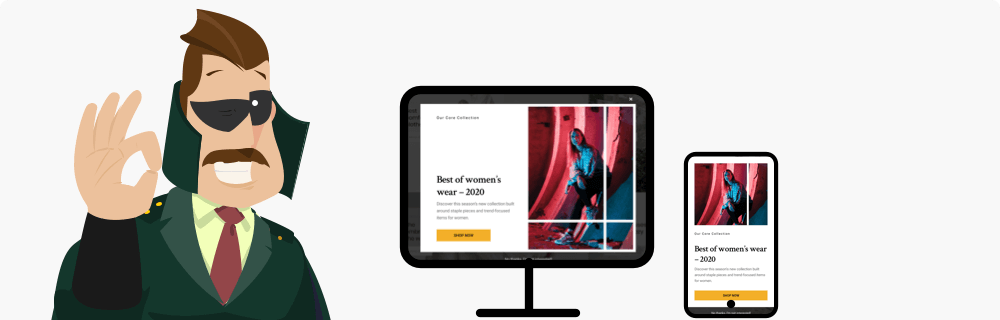 Our Core Collection
Best of women's
wear – 2020
Discover this season's new collection built
around staple pieces and trend focused
items for women.
SHOP NOW
Our Core Collection
Best of women's wear
– 2020
Discover this season's new collection built
around staple pieces and trend focused
items for women.
SHOP NOW